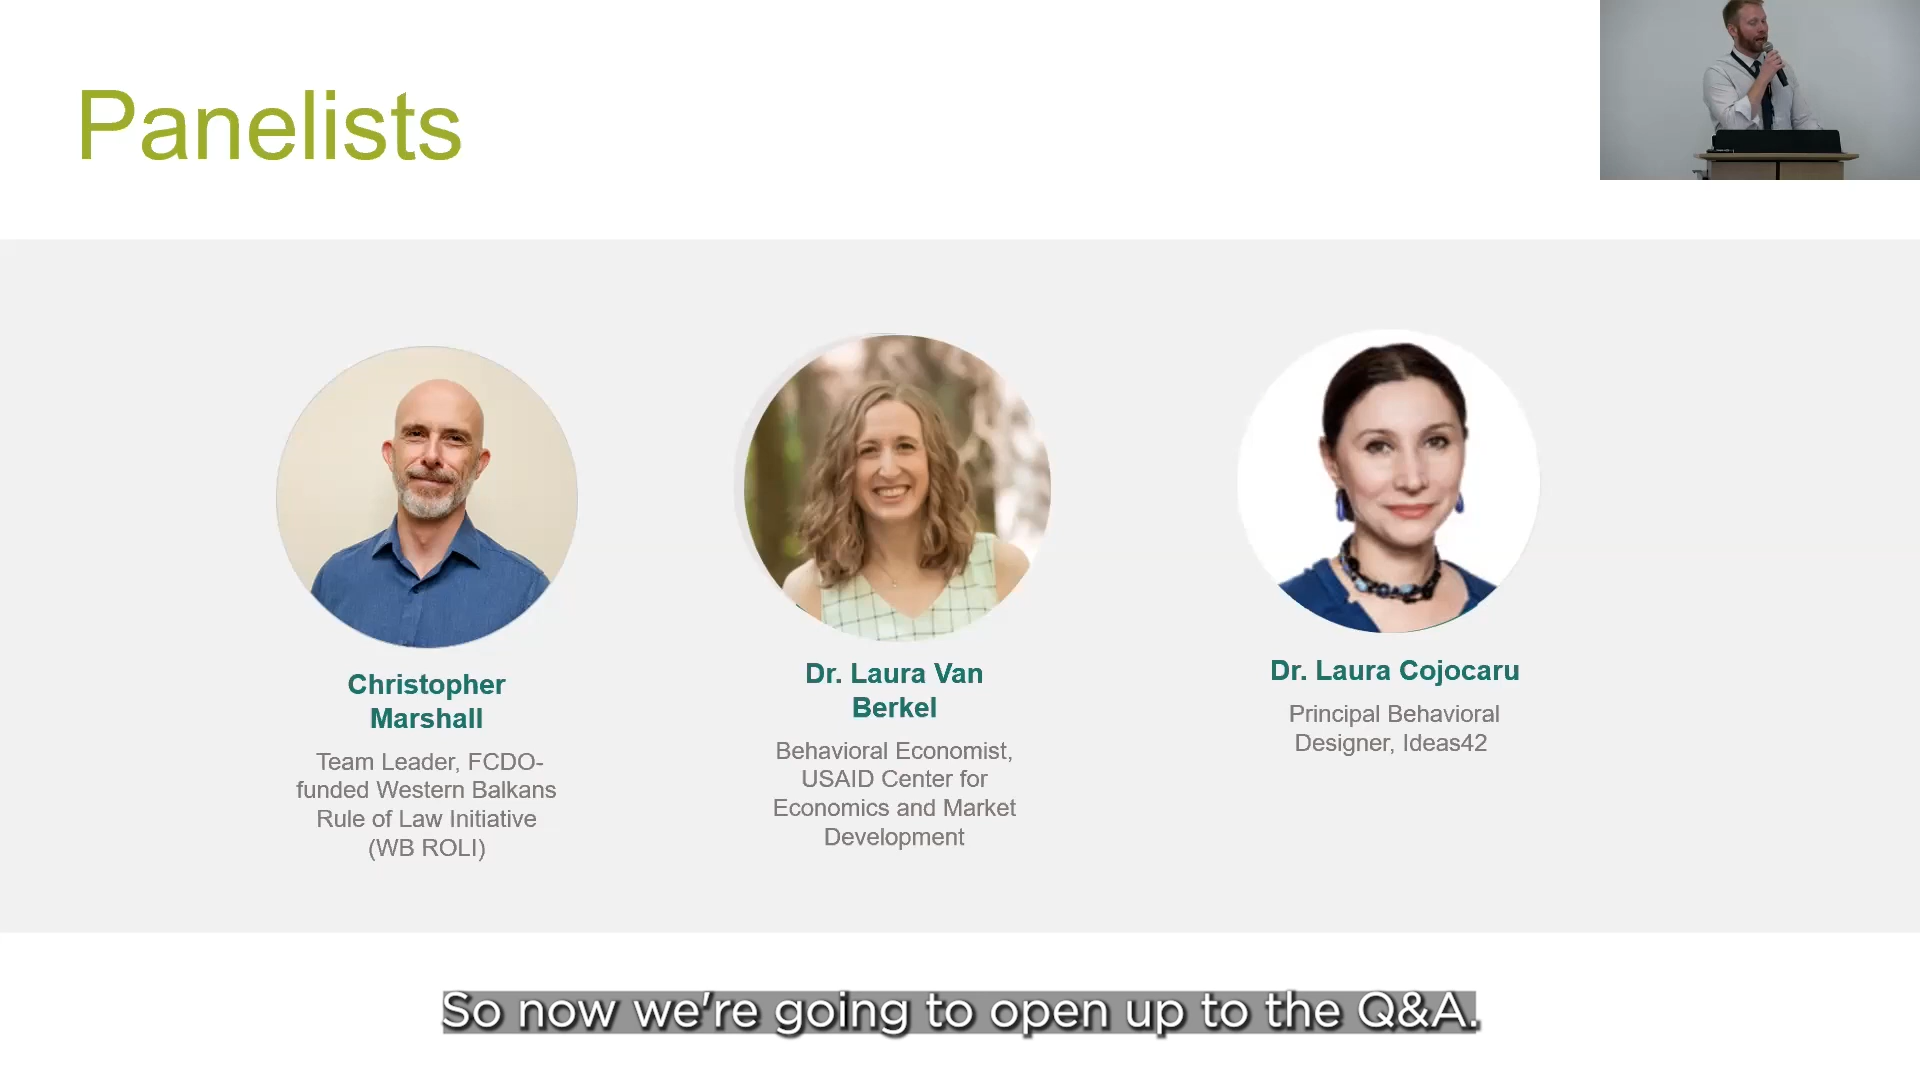 Panelists
Christopher
Marshall
Team Leader, FCDO-
funded Western Balkans
Rule of Law Initiative
(WB ROLI)
Dr. Laura Van
Berkel
Behavioral Economist,
USAID Center for
Economics and Market
Development
Dr. Laura Cojocaru
Principal Behavioral
Designer, Ideas42
So now we're going to open up to the Q&A.